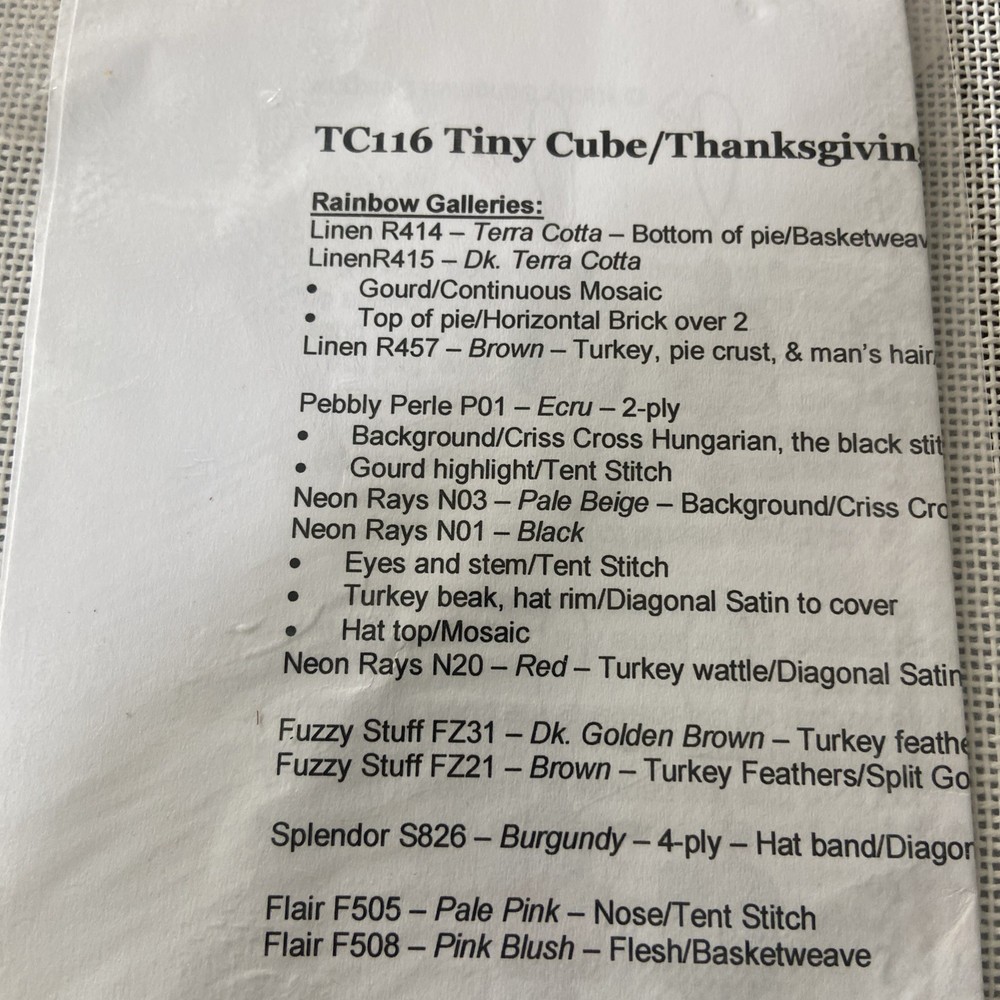 TC116 Tiny Cube/Thanksgivin
Rainbow Galleries:
Linen R414 – Terra Cotta – Bottom of pie/Basketweav
LinenR415 – Dk. Terra Cotta
• Gourd/Continuous Mosaic
• Top of pie/Horizontal Brick over 2
Linen R457 – Brown – Turkey, pie crust, & man's hair
Pebbly Perle P01 – Ecru – 2-ply
• Background/Criss Cross Hungarian, the black stit
• Gourd highlight/Tent Stitch
Neon Rays N03 – Pale Beige – Background/Criss Cro
Neon Rays N01 – Black
• Eyes and stem/Tent Stitch
• Turkey beak, hat rim/Diagonal Satin to cover
• Hat top/Mosaic
Neon Rays N20 – Red – Turkey wattle/Diagonal Satin
Fuzzy Stuff FZ31 – Dk. Golden Brown – Turkey feathe
Fuzzy Stuff FZ21 – Brown – Turkey Feathers/Split Go
Splendor S826 – Burgundy – 4-ply – Hat band/Diagon
Flair F505 – Pale Pink – Nose/Tent Stitch
Flair F508 – Pink Blush – Flesh/Basketweave